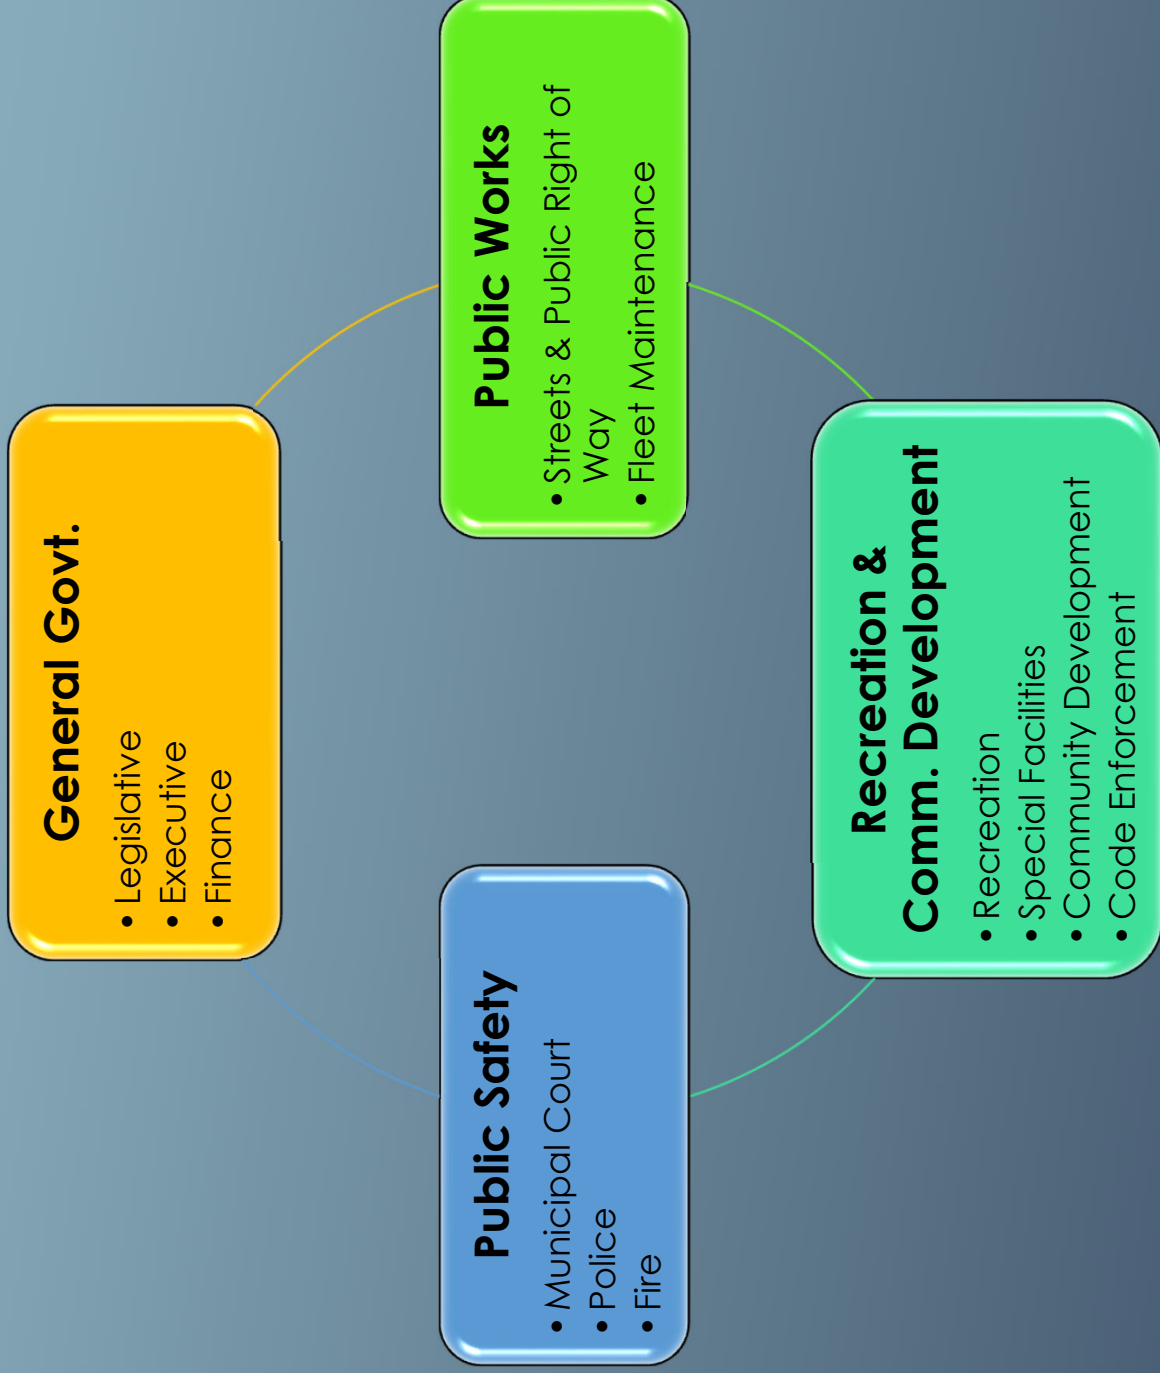 General Govt.
• Legislative
• Executive
• Finance
Public Works
• Streets & Public Right of
Way
• Fleet Maintenance
Recreation &
Comm. Development
• Recreation
• Special Facilities
• Community Development
• Code Enforcement
Public Safety
• Municipal Court
• Police
• Fire